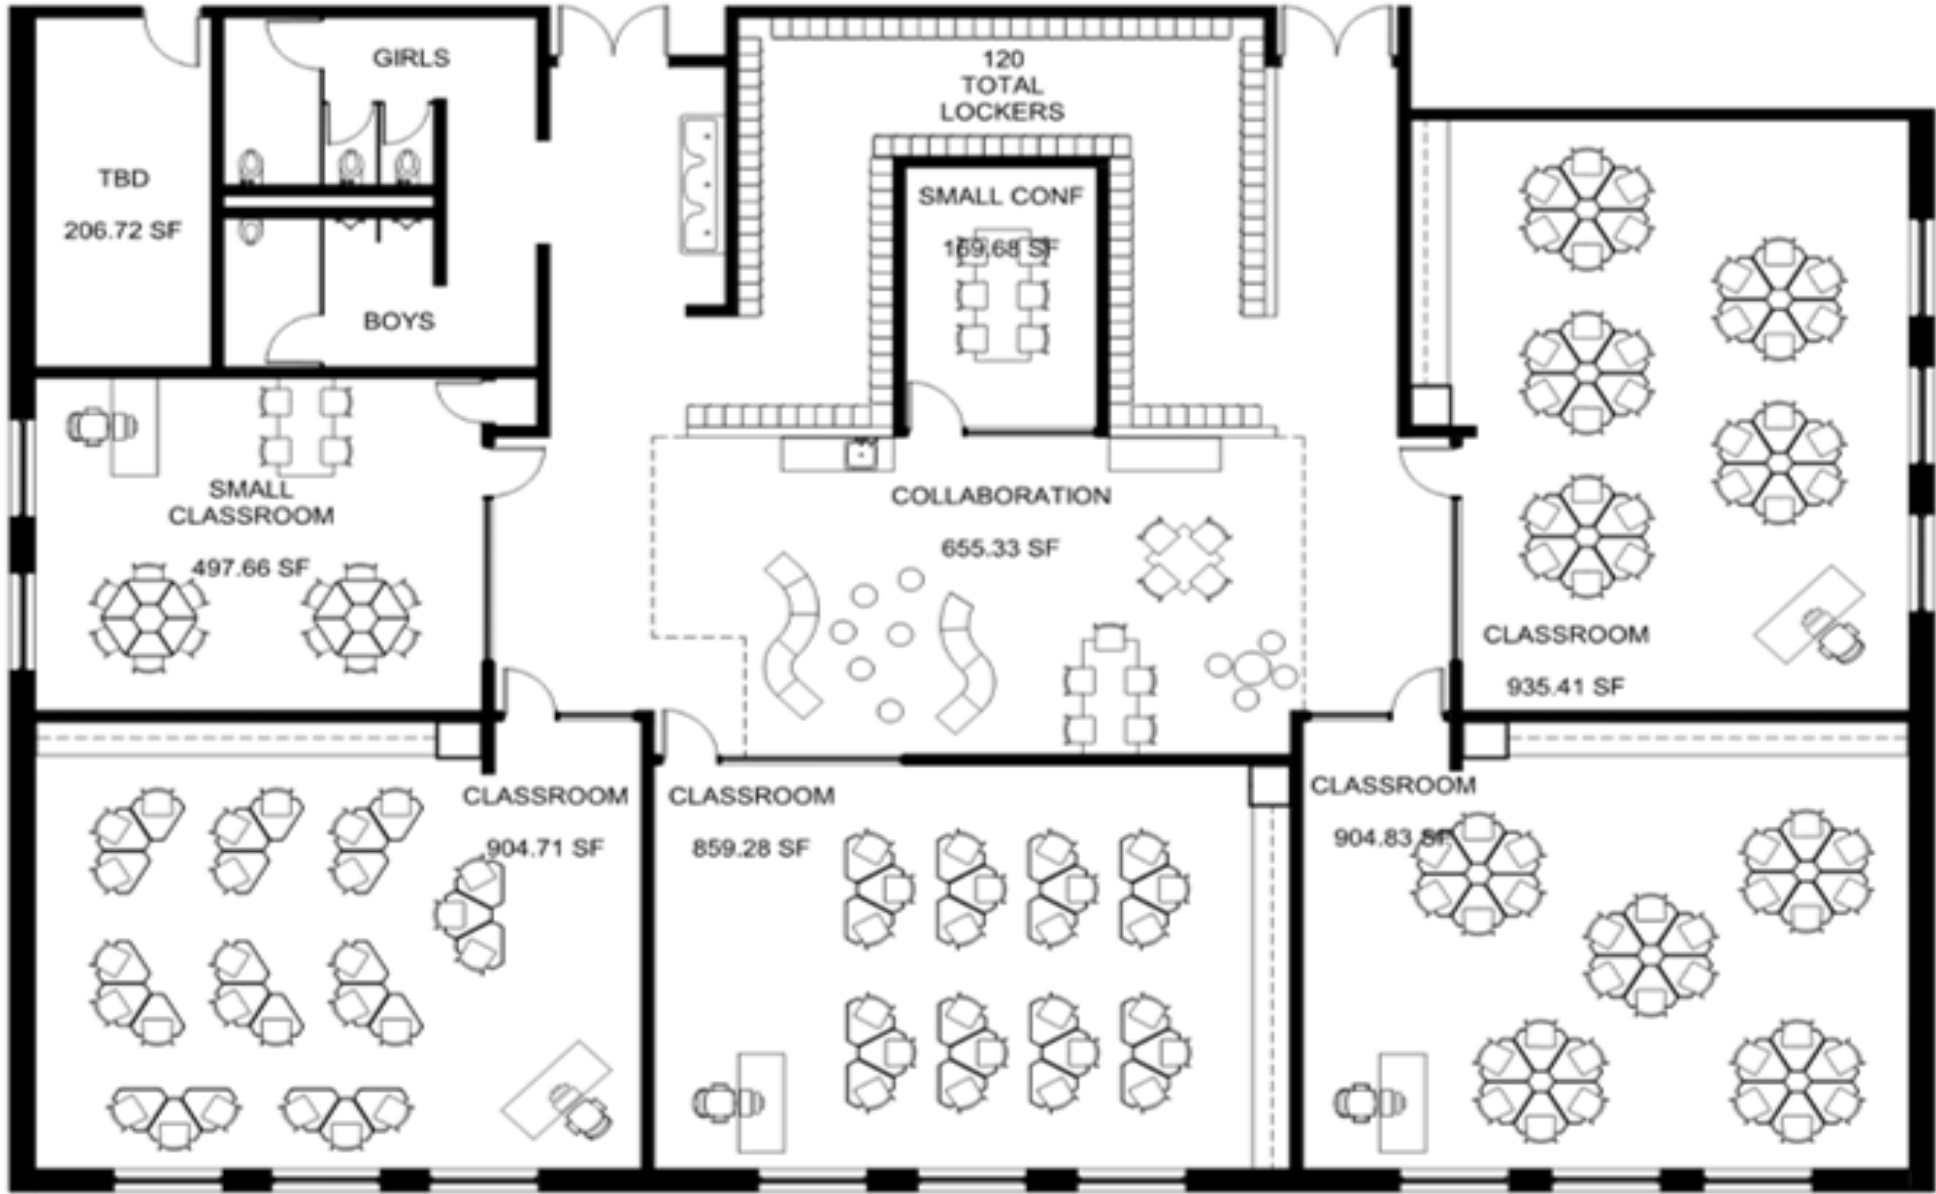 GIRLS
120
TOTAL
LOCKERS
TBD
206.72 SF
SMALL CONF
169.68 SF
BOYS
SMALL
CLASSROOM
497.66 SF
COLLABORATION
655.33 SF
CLASSROOM
935.41 SF
CLASSROOM
904.71 SF
CLASSROOM
859.28 SF
CLASSROOM
904.83 SF